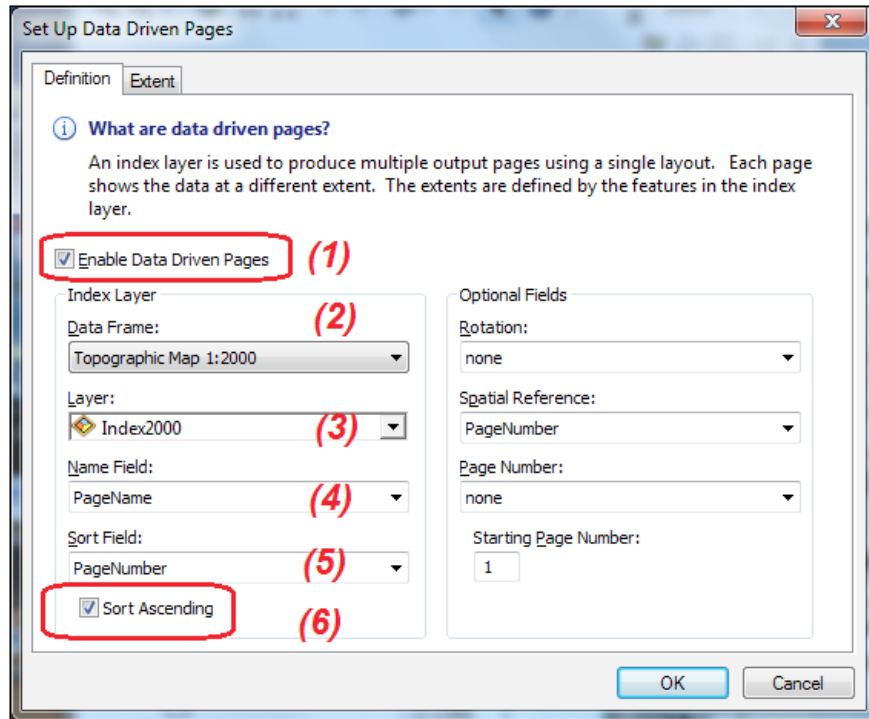 Set Up Data Driven Pages
Definition
Extent
What are data driven pages?
An index layer is used to produce multiple output pages using a single layout. Each page
shows the data at a different extent. The extents are defined by the features in the index
layer.
Enable Data Driven Pages (1)
Index Layer
(2)
Data Frame:
Topographic Map 1:2000
Layer:
Index2000 (3)
Name Field:
PageName (4)
Sort Field:
PageNumber (5)
Sort Ascending (6)
Optional Fields
Rotation:
none
Spatial Reference:
PageNumber
Page Number:
none
Starting Page Number:
1
OK
Cancel